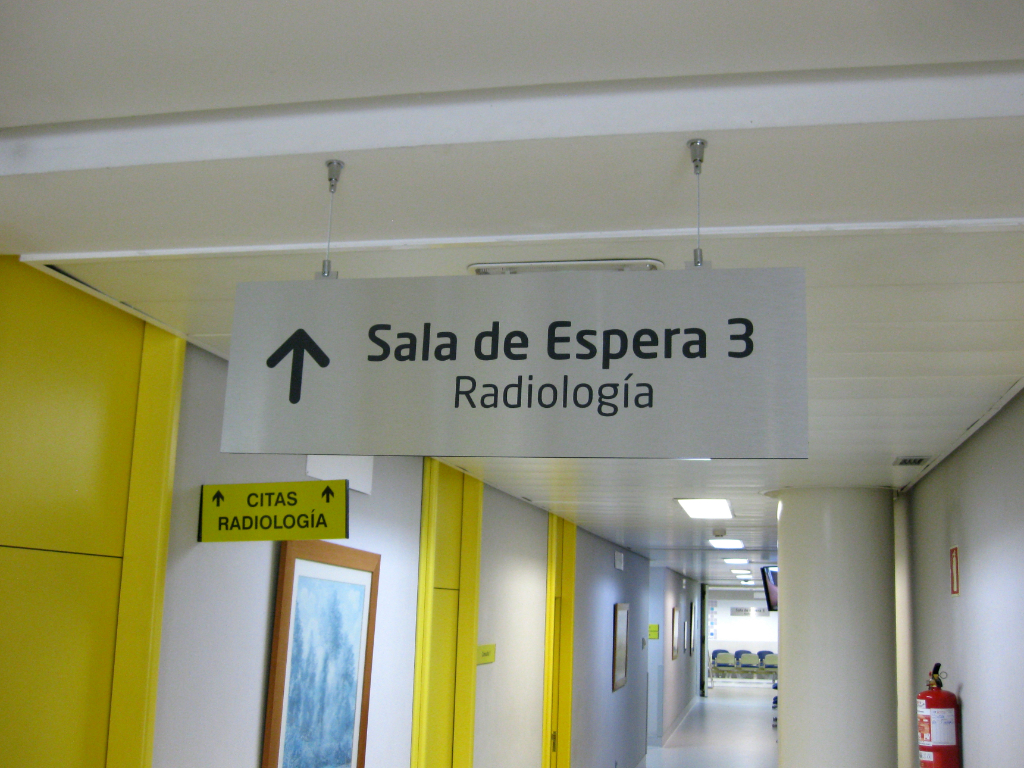 Sala de Espera 3
Radiología
CITAS
RADIOLOGÍA